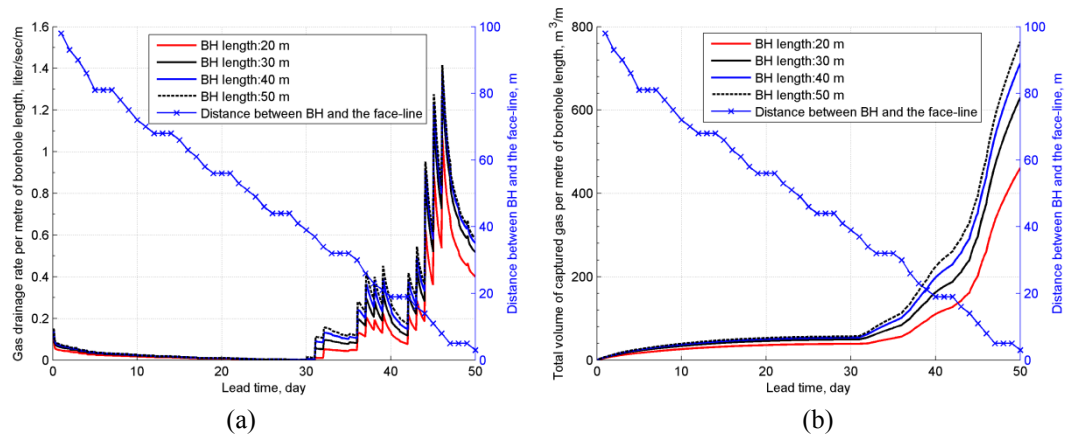 Gas drainage rate per metre of borehole length, liter/sec/m
1.6
1.4
1.2
1
0.8
0.6
0.4
0.2
0
BH length:20 m
BH length:30 m
BH length:40 m
BH length:50 m
Distance between BH and the face-line
100
80
60
40
20
0
Distance between BH and the face-line, m
0 10 20 30 40 50
Lead time, day
(a)
Total volume of captured gas per metre of borehole length, m³/m
800
600
400
200
0
BH length:20 m
BH length:30 m
BH length:40 m
BH length:50 m
Distance between BH and the face-line
100
80
60
40
20
0
Distance between BH and the face-line, m
0 10 20 30 40 50
Lead time, day
(b)